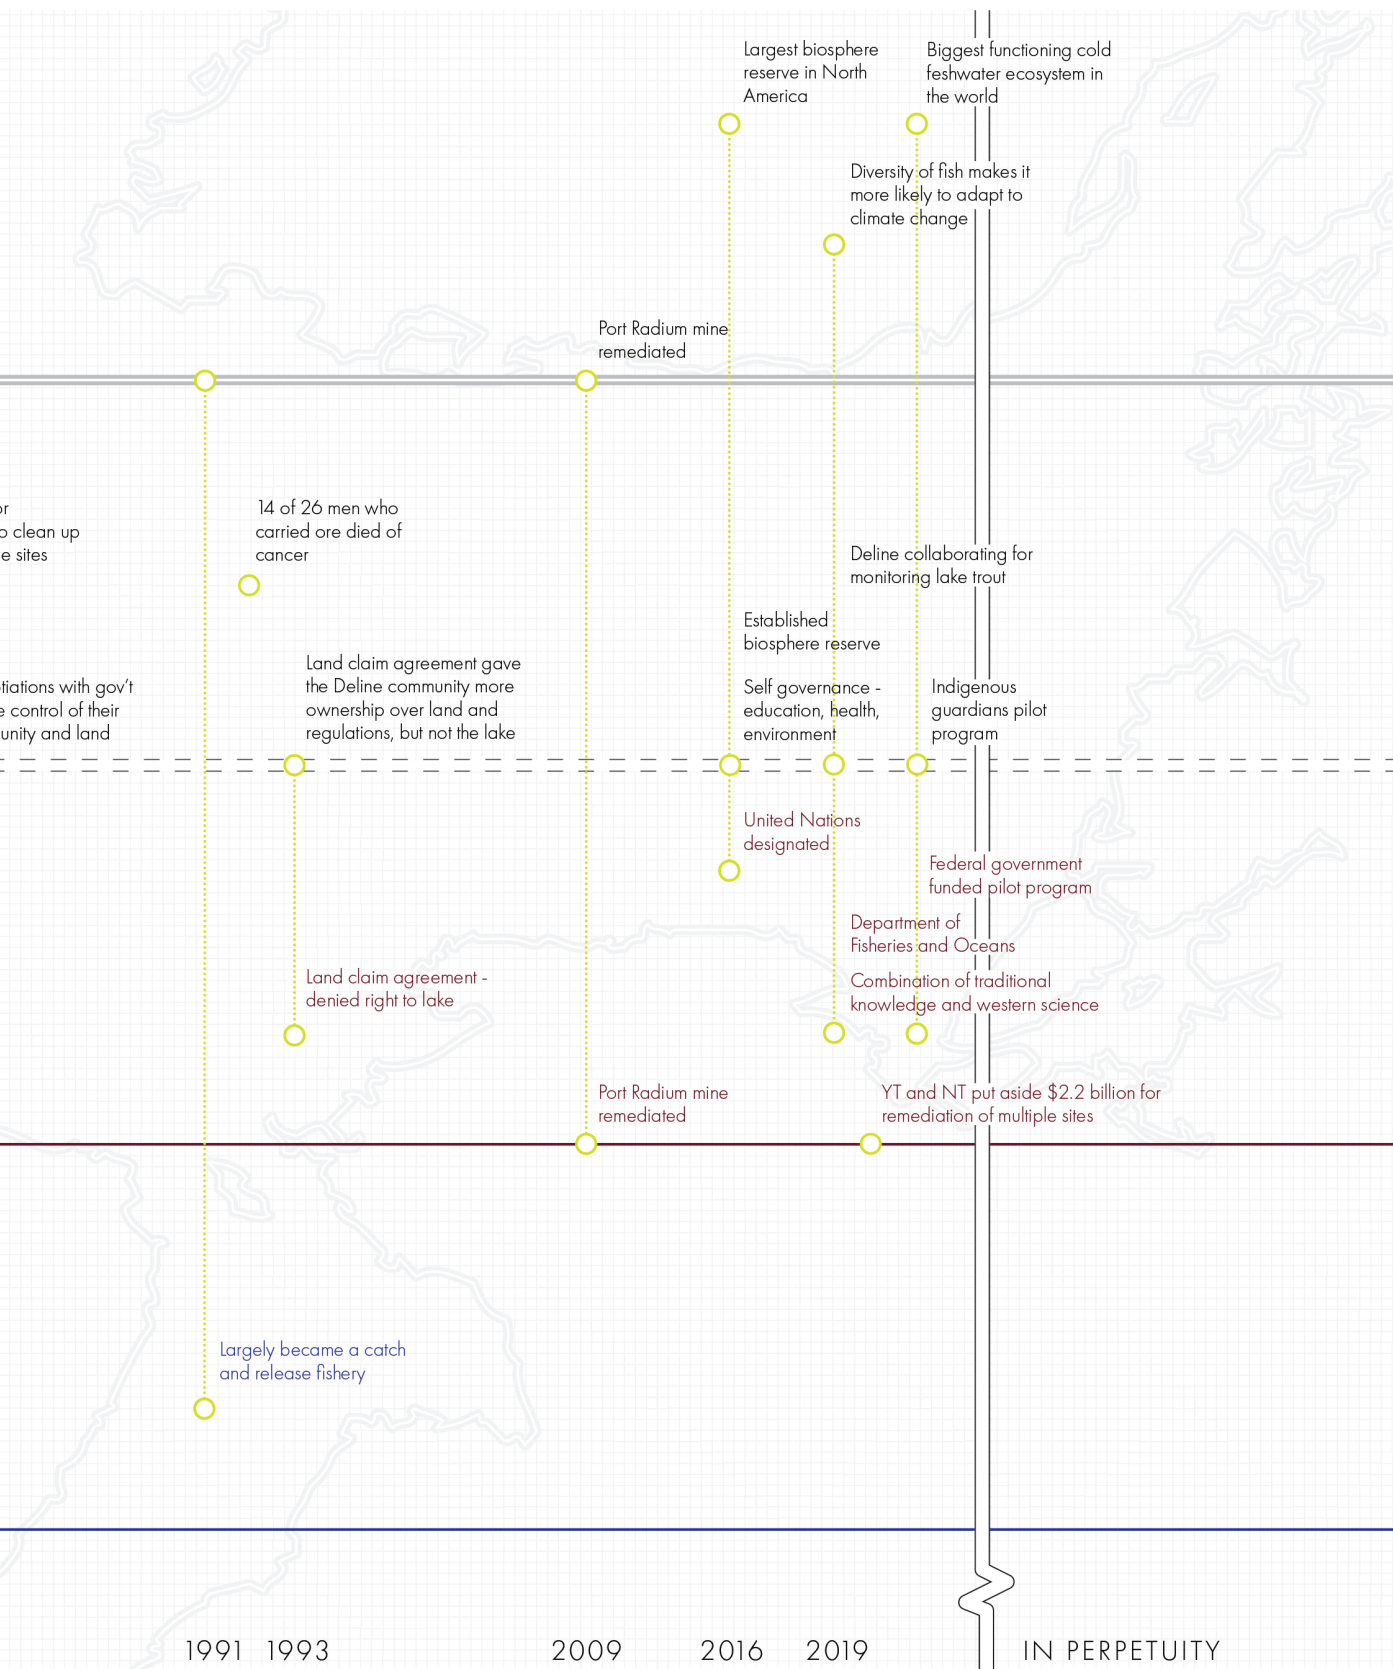 Largest biosphere
reserve in North
America
Biggest functioning cold
feshwater ecosystem in
the world
Diversity of fish makes it
more likely to adapt to
climate change
Port Radium mine
remediated
or
o clean up
e sites
14 of 26 men who
carried ore died of
cancer
Deline collaborating for
monitoring lake trout
Established
biosphere reserve
tiations with gov't
e control of their
unity and land
Land claim agreement gave
the Deline community more
ownership over land and
regulations, but not the lake
Self governance -
education, health,
environment
Indigenous
guardians pilot
program
United Nations
designated
Federal government
funded pilot program
Department of
Fisheries and Oceans
Land claim agreement -
denied right to lake
Combination of traditional
knowledge and western science
Port Radium mine
remediated
YT and NT put aside $2.2 billion for
remediation of multiple sites
Largely became a catch
and release fishery
1991 1993 2009 2016 2019 IN PERPETUITY